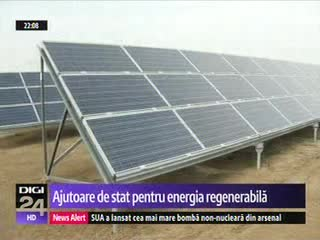 22:08
Ajutoare de stat pentru energia regenerabilă
DIGI
24
HD
News Alert
SUA a lansat cea mai mare bombă non-nucleară din arsenal